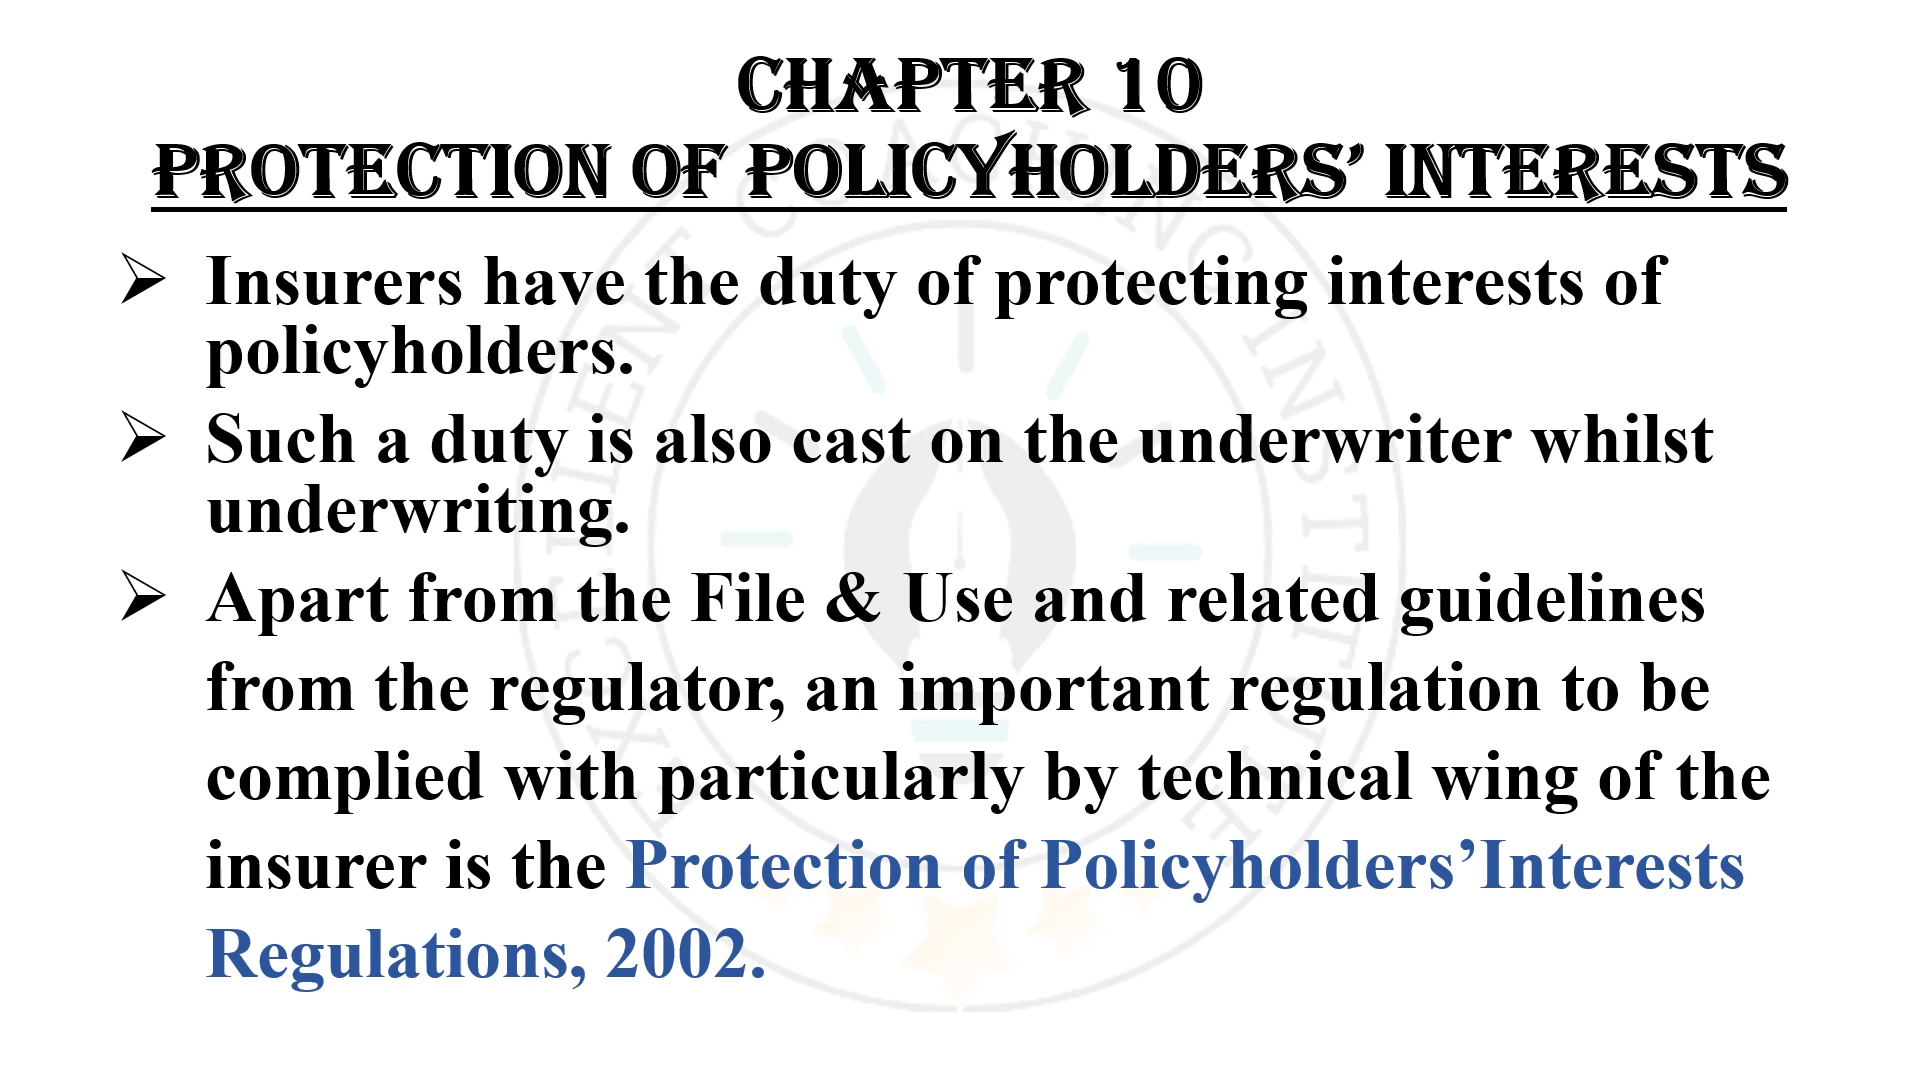 CHAPTER 10
PROTECTION OF POLICYHOLDERS’ INTERESTS
➢ Insurers have the duty of protecting interests of
policyholders.
➢ Such a duty is also cast on the underwriter whilst
underwriting.
➢ Apart from the File & Use and related guidelines
from the regulator, an important regulation to be
complied with particularly by technical wing of the
insurer is the Protection of Policyholders’Interests
Regulations, 2002.
COACHING INSTITUTE